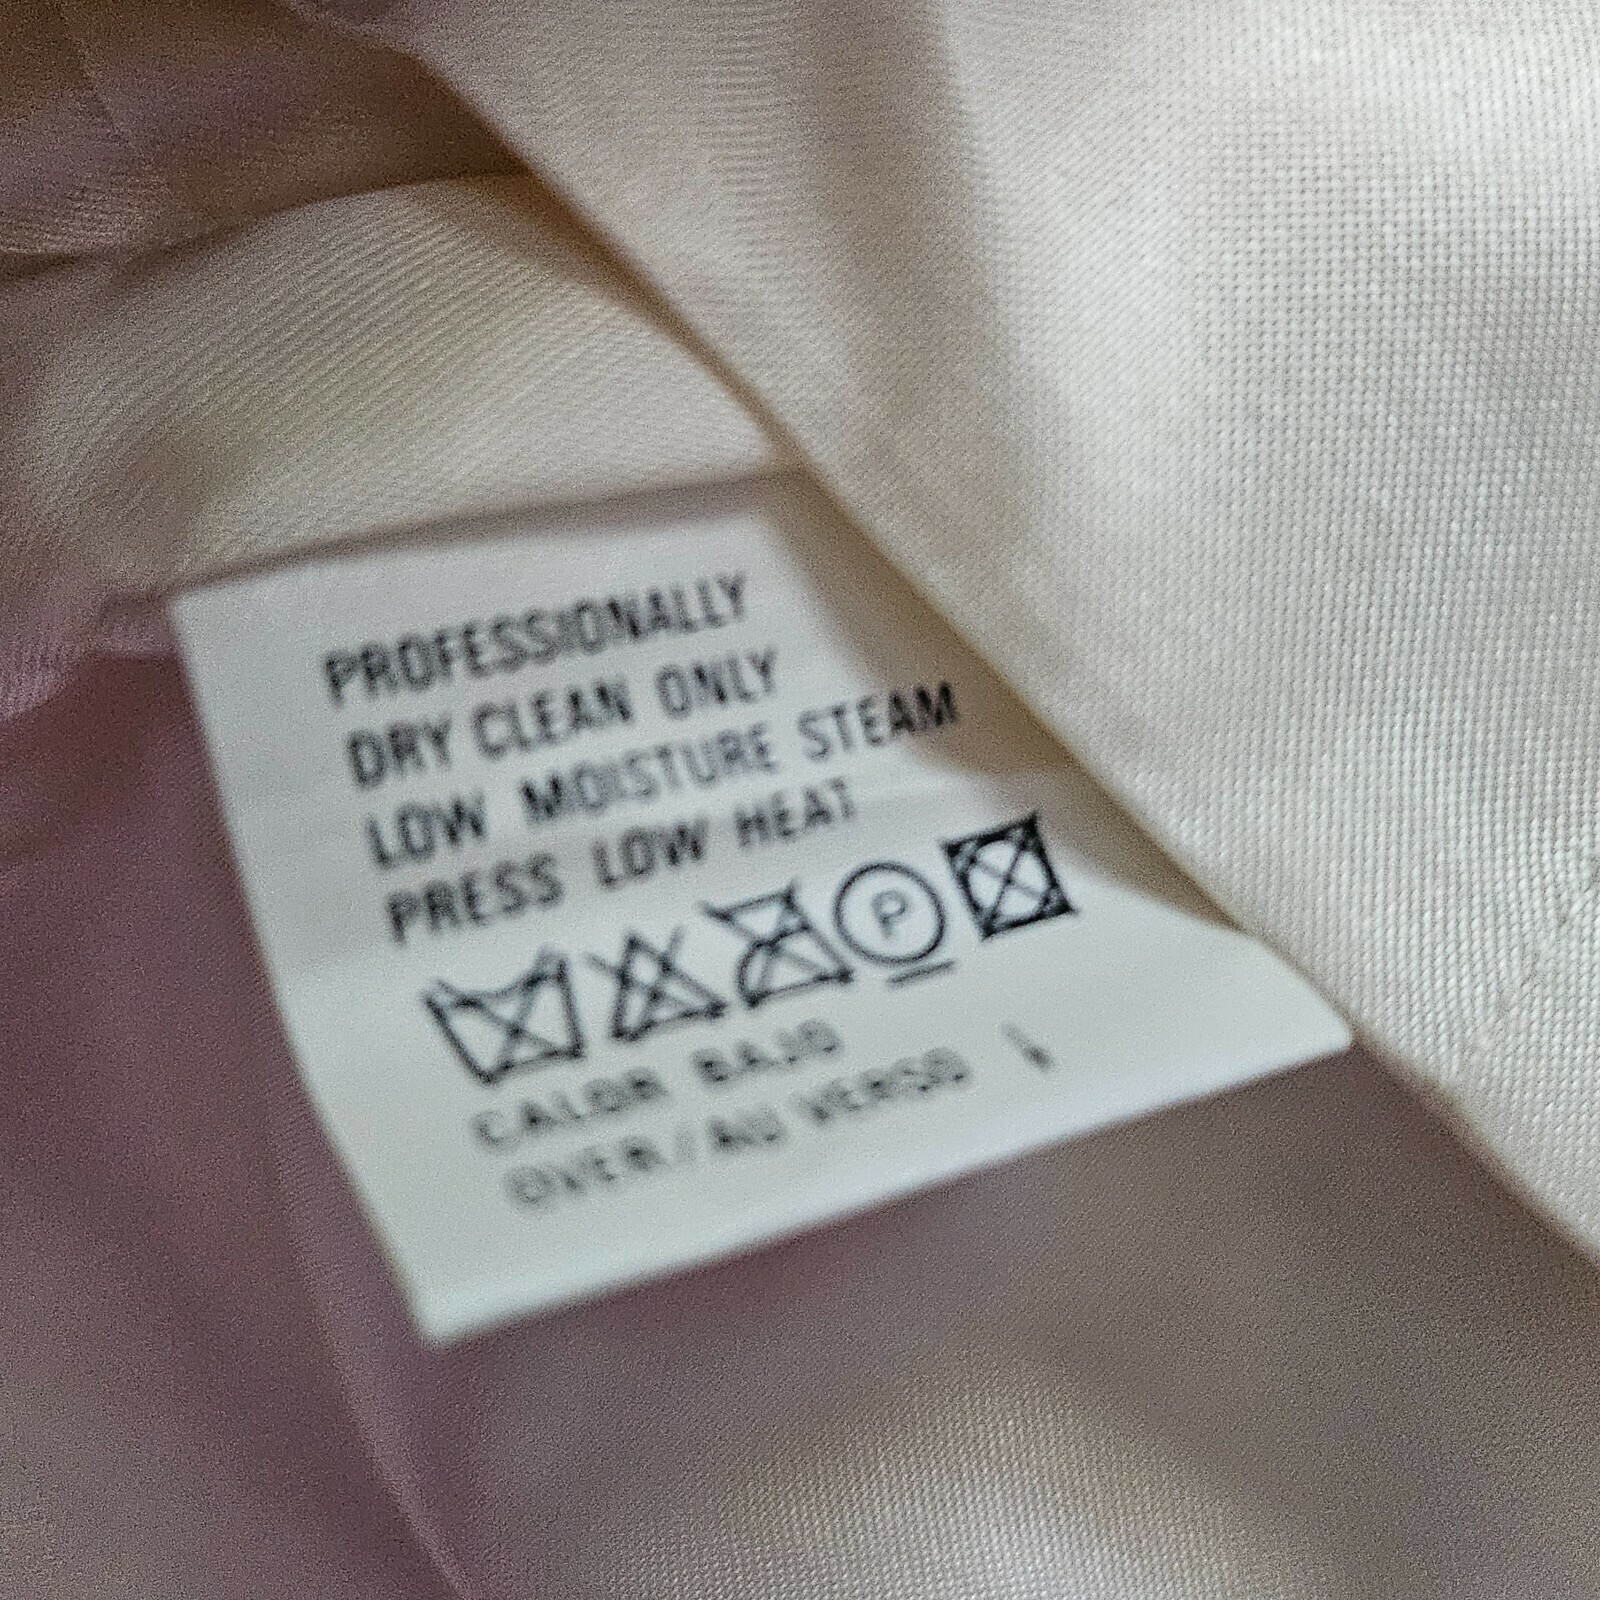 PROFESSIONALLY
DRY CLEAN ONLY
LOW MOISTURE STEAM
PRESS LOW HEAT
P
CALOR BAJO
OVER / AU VERSO